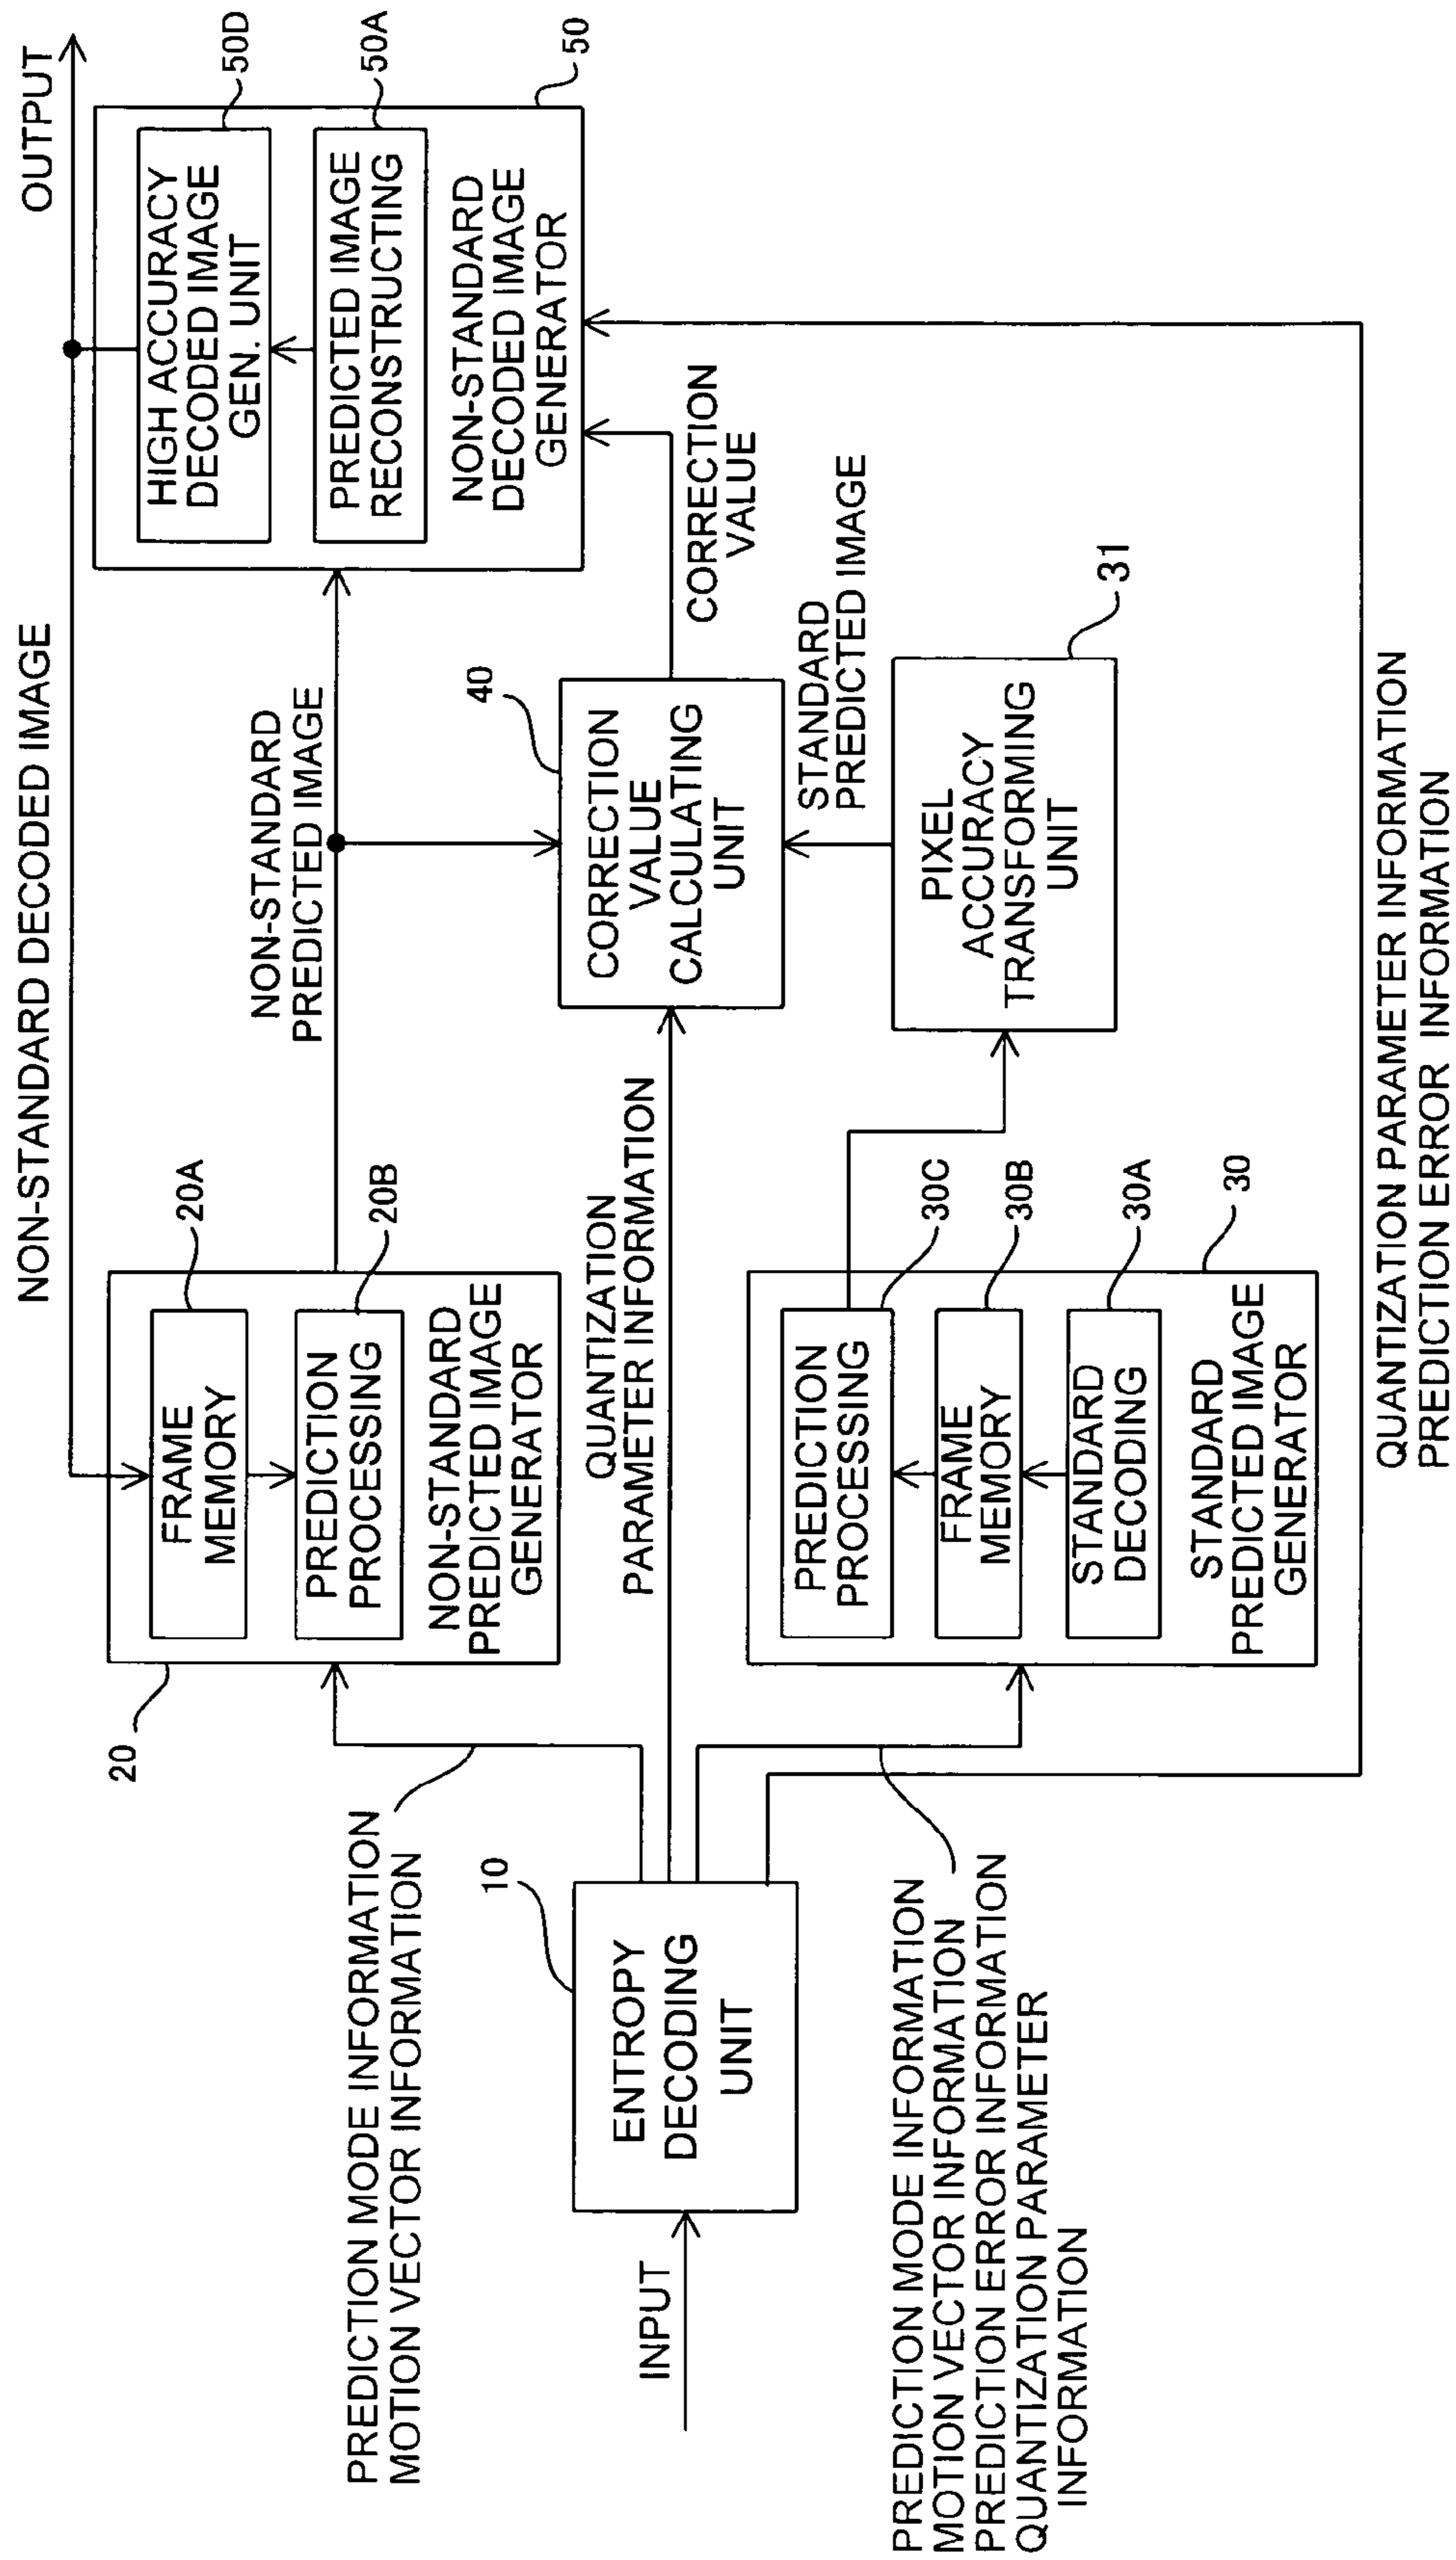 INPUT
10
ENTROPY
DECODING
UNIT
PREDICTION MODE INFORMATION
MOTION VECTOR INFORMATION
PREDICTION MODE INFORMATION
MOTION VECTOR INFORMATION
PREDICTION ERROR INFORMATION
QUANTIZATION PARAMETER
INFORMATION
20
20A
FRAME
MEMORY
20B
PREDICTION
PROCESSING
NON-STANDARD
PREDICTED IMAGE
GENERATOR
QUANTIZATION
PARAMETER INFORMATION
30C
PREDICTION
PROCESSING
30B
FRAME
MEMORY
30A
STANDARD
DECODING
30
STANDARD
PREDICTED IMAGE
GENERATOR
NON-STANDARD DECODED IMAGE
NON-STANDARD
PREDICTED IMAGE
40
CORRECTION
VALUE
CALCULATING
UNIT
STANDARD
PREDICTED IMAGE
31
PIXEL
ACCURACY
TRANSFORMING
UNIT
CORRECTION
VALUE
QUANTIZATION PARAMETER INFORMATION
PREDICTION ERROR INFORMATION
OUTPUT
50D
HIGH ACCURACY
DECODED IMAGE
GEN. UNIT
50A
PREDICTED IMAGE
RECONSTRUCTING
50
NON-STANDARD
DECODED IMAGE
GENERATOR